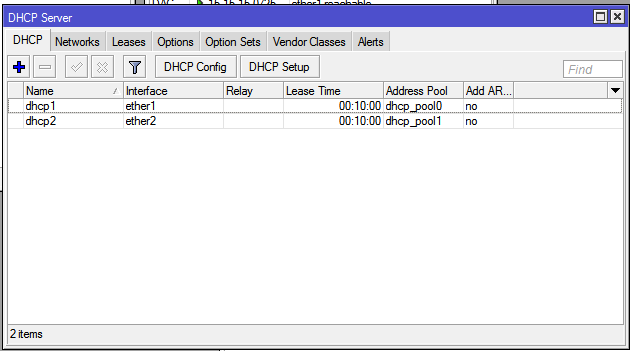 DHCP Server
DHCP Networks Leases Options Option Sets Vendor Classes Alerts
DHCP Config DHCP Setup Find
Name Interface Relay Lease Time Address Pool Add AR...
dhcp1 ether1 00:10:00 dhcp_pool0 no
dhcp2 ether2 00:10:00 dhcp_pool1 no
2 items